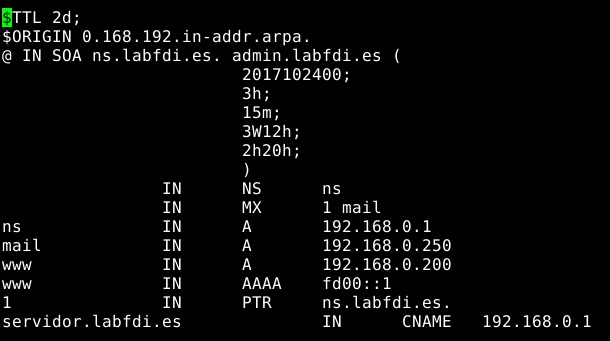 $TTL 2d;
$ORIGIN 0.168.192.in-addr.arpa.
@ IN SOA ns.labfdi.es. admin.labfdi.es (
2017102400;
3h;
15m;
3W12h;
2h20h;
)
IN NS ns
IN MX 1 mail
ns IN A 192.168.0.1
mail IN A 192.168.0.250
www IN A 192.168.0.200
www IN AAAA fd00::1
1 IN PTR ns.labfdi.es.
servidor.labfdi.es IN CNAME 192.168.0.1